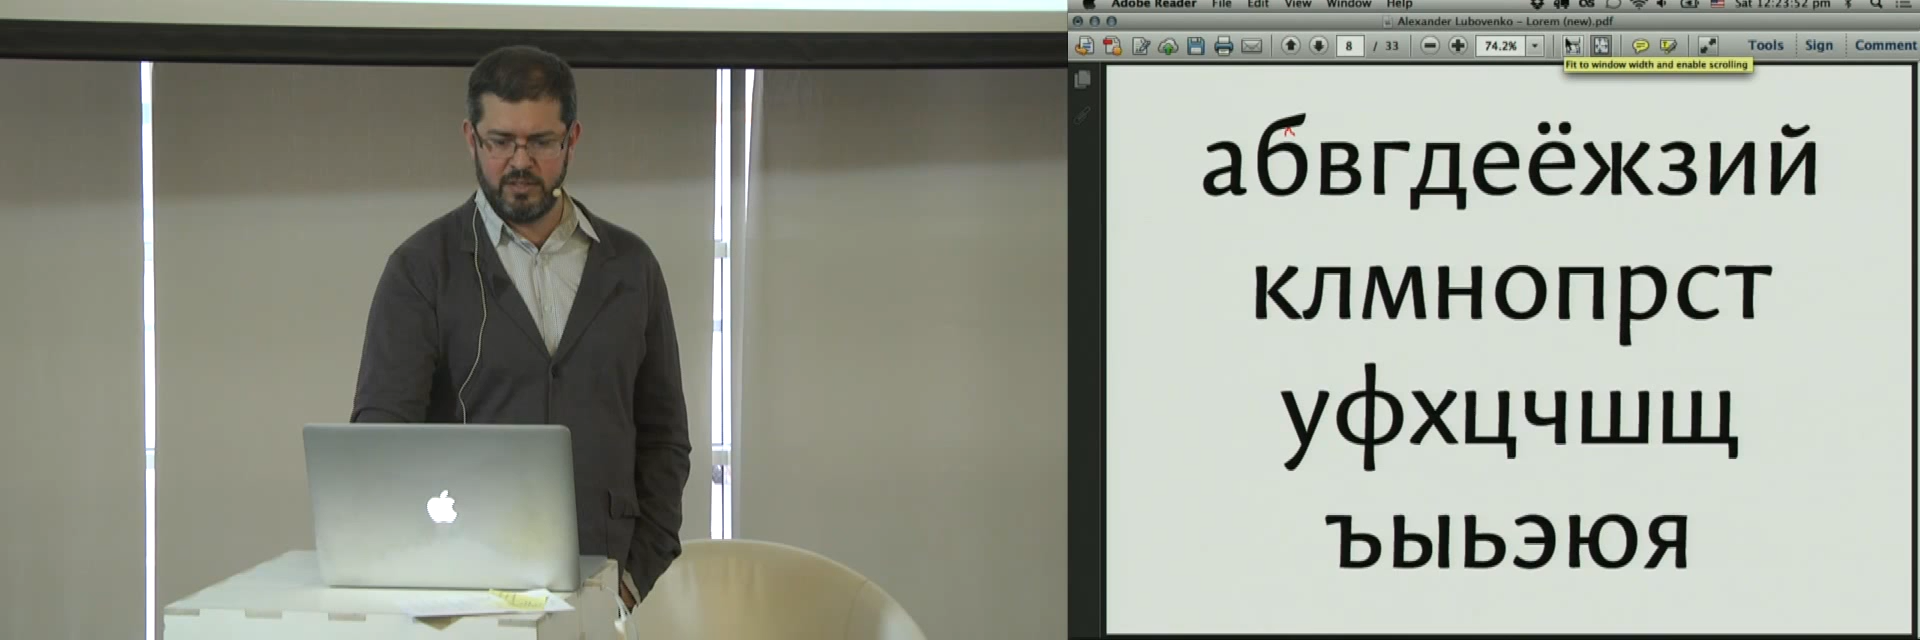 Adobe Reader File Edit View Window Help Sat 12:23:52 pm
Alexander Lubovenko – Lorem (new).pdf
8 / 33 74.2% Tools Sign Comment
Fit to window width and enable scrolling
абвгдеёжзий
клмнопрст
уфхцчшщ
ъыьэюя